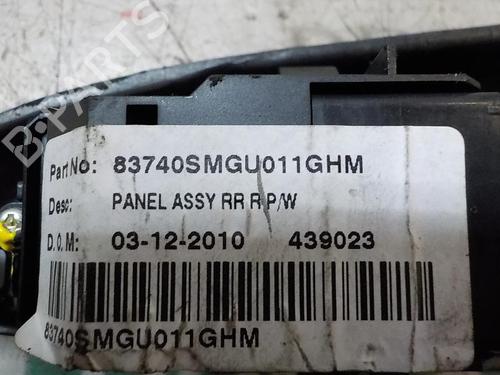 Part No: 83740SMGU011GHM
Desc: PANEL ASSY RR R P/W
D.O.M: 03-12-2010 439023
83740SMGU011GHM
B-PARTS